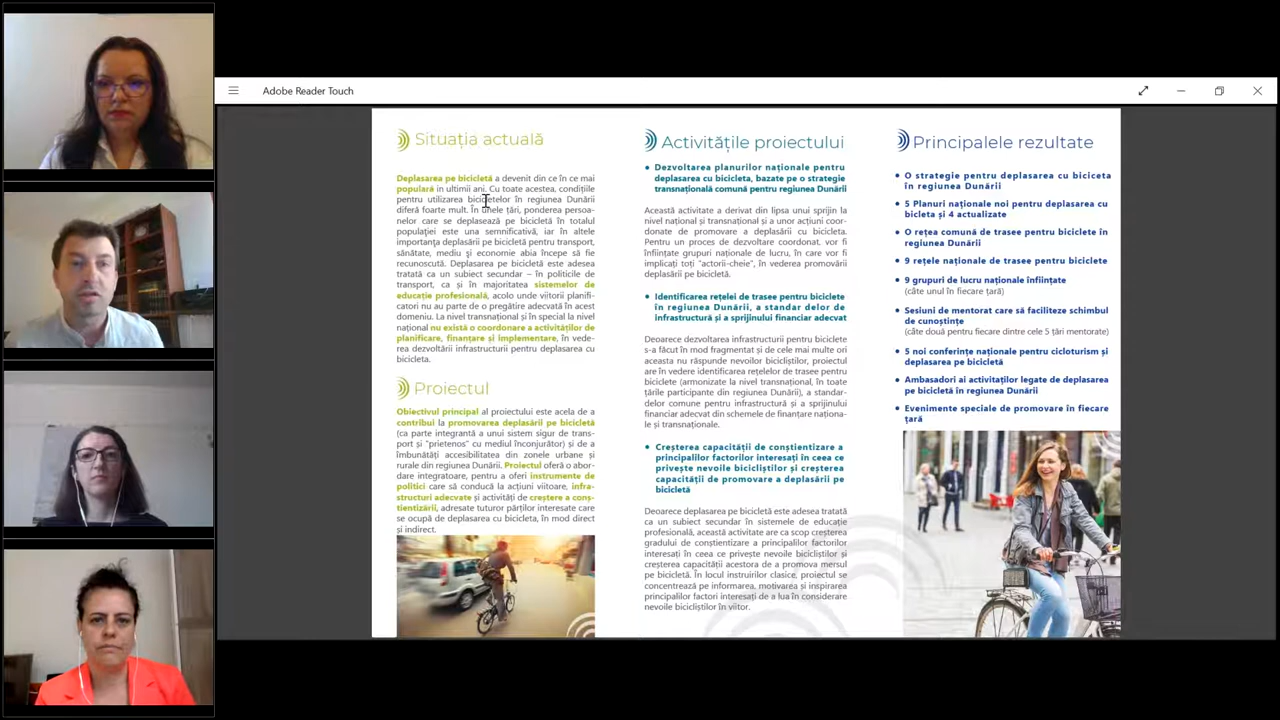 Adobe Reader Touch
Situația actuală
Deplasarea pe bicicletă a devenit din ce în ce mai
populară in ultimii ani. Cu toate acestea, condițiile
pentru utilizarea bicicletelor în regiunea Dunării
diferă foarte mult. În unele țări, ponderea persoa-
nelor care se deplasează pe bicicletă în totalul
populației este una semnificativă, iar în altele
importanța deplasării pe bicicletă pentru transport,
sănătate, mediu şi economie abia începe să fie
recunoscută. Deplasarea pe bicicletă este adesea
tratată ca un subiect secundar – în politicile de
transport, ca și în majoritatea sistemelor de
educație profesională, acolo unde viitorii planifi-
catori nu au parte de o pregătire adecvată în acest
domeniu. La nivel transnațional și în special la nivel
național nu există o coordonare a activităților de
planificare, finanțare și implementare, în vede-
rea dezvoltării infrastructurii pentru deplasarea cu
bicicleta.
Proiectul
Obiectivul principal al proiectului este acela de a
contribui la promovarea deplasării pe bicicletă
(ca parte integrantă a unui sistem sigur de trans-
port și "prietenos" cu mediul înconjurător) și de a
îmbunătăți accesibilitatea din zonele urbane și
rurale din regiunea Dunării. Proiectul oferă o abor-
dare integratoare, pentru a oferi instrumente de
politici care să conducă la acțiuni viitoare, infra-
structuri adecvate și activități de creștere a conș-
tientizării, adresate tuturor părților interesate care
se ocupă de deplasarea cu bicicleta, în mod direct
și indirect.
Activitățile proiectului
• Dezvoltarea planurilor naționale pentru
deplasarea cu bicicleta, bazate pe o strategie
transnațională comună pentru regiunea Dunării
Această activitate a derivat din lipsa unui sprijin la
nivel național și transnațional și a unor acțiuni coor-
donate de promovare a deplasării cu bicicleta.
Pentru un proces de dezvoltare coordonat, vor fi
înființate grupuri naționale de lucru, în care vor fi
implicați toți "actorii-cheie", în vederea promovării
deplasării pe bicicletă.
• Identificarea rețelei de trasee pentru biciclete
în regiunea Dunării, a standar delor de
infrastructură și a sprijinului financiar adecvat
Deoarece dezvoltarea infrastructurii pentru biciclete
s-a făcut în mod fragmentat și de cele mai multe ori
aceasta nu răspunde nevoilor bicicliștilor, proiectul
are în vedere identificarea rețelelor de trasee pentru
biciclete (armonizate la nivel transnațional, în toate
țările participante din regiunea Dunării), a standar-
delor comune pentru infrastructură și a sprijinului
financiar adecvat din schemele de finanțare naționa-
le și transnaționale.
• Creșterea capacității de conștientizare a
principalilor factori interesați în ceea ce
privește nevoile bicicliștilor și creșterea
capacității de promovare a deplasării pe
bicicletă
Deoarece deplasarea pe bicicletă este adesea tratată
ca un subiect secundar în sistemele de educație
profesională, această activitate are ca scop creșterea
gradului de conștientizare a principalilor factorilor
interesați în ceea ce privește nevoile bicicliștilor și
creșterea capacității acestora de a promova mersul
pe bicicletă. În locul instruirilor clasice, proiectul se
concentrează pe informarea, motivarea și inspirarea
principalilor factori interesați de a lua în considerare
nevoile bicicliștilor în viitor.
Principalele rezultate
• O strategie pentru deplasarea cu biciceta
în regiunea Dunării
• 5 Planuri naționale noi pentru deplasarea cu
bicleta și 4 actualizate
• O rețea comună de trasee pentru biciclete în
regiunea Dunării
• 9 rețele naționale de trasee pentru biciclete
• 9 grupuri de lucru naționale înființate
(câte unul în fiecare țară)
• Sesiuni de mentorat care să faciliteze schimbul
de cunoștințe
(câte două pentru fiecare dintre cele 5 țări mentorate)
• 5 noi conferințe naționale pentru cicloturism și
deplasarea pe bicicletă
• Ambasadori ai activitaților legate de deplasarea
pe bicicletă în regiunea Dunării
• Evenimente speciale de promovare în fiecare
țară